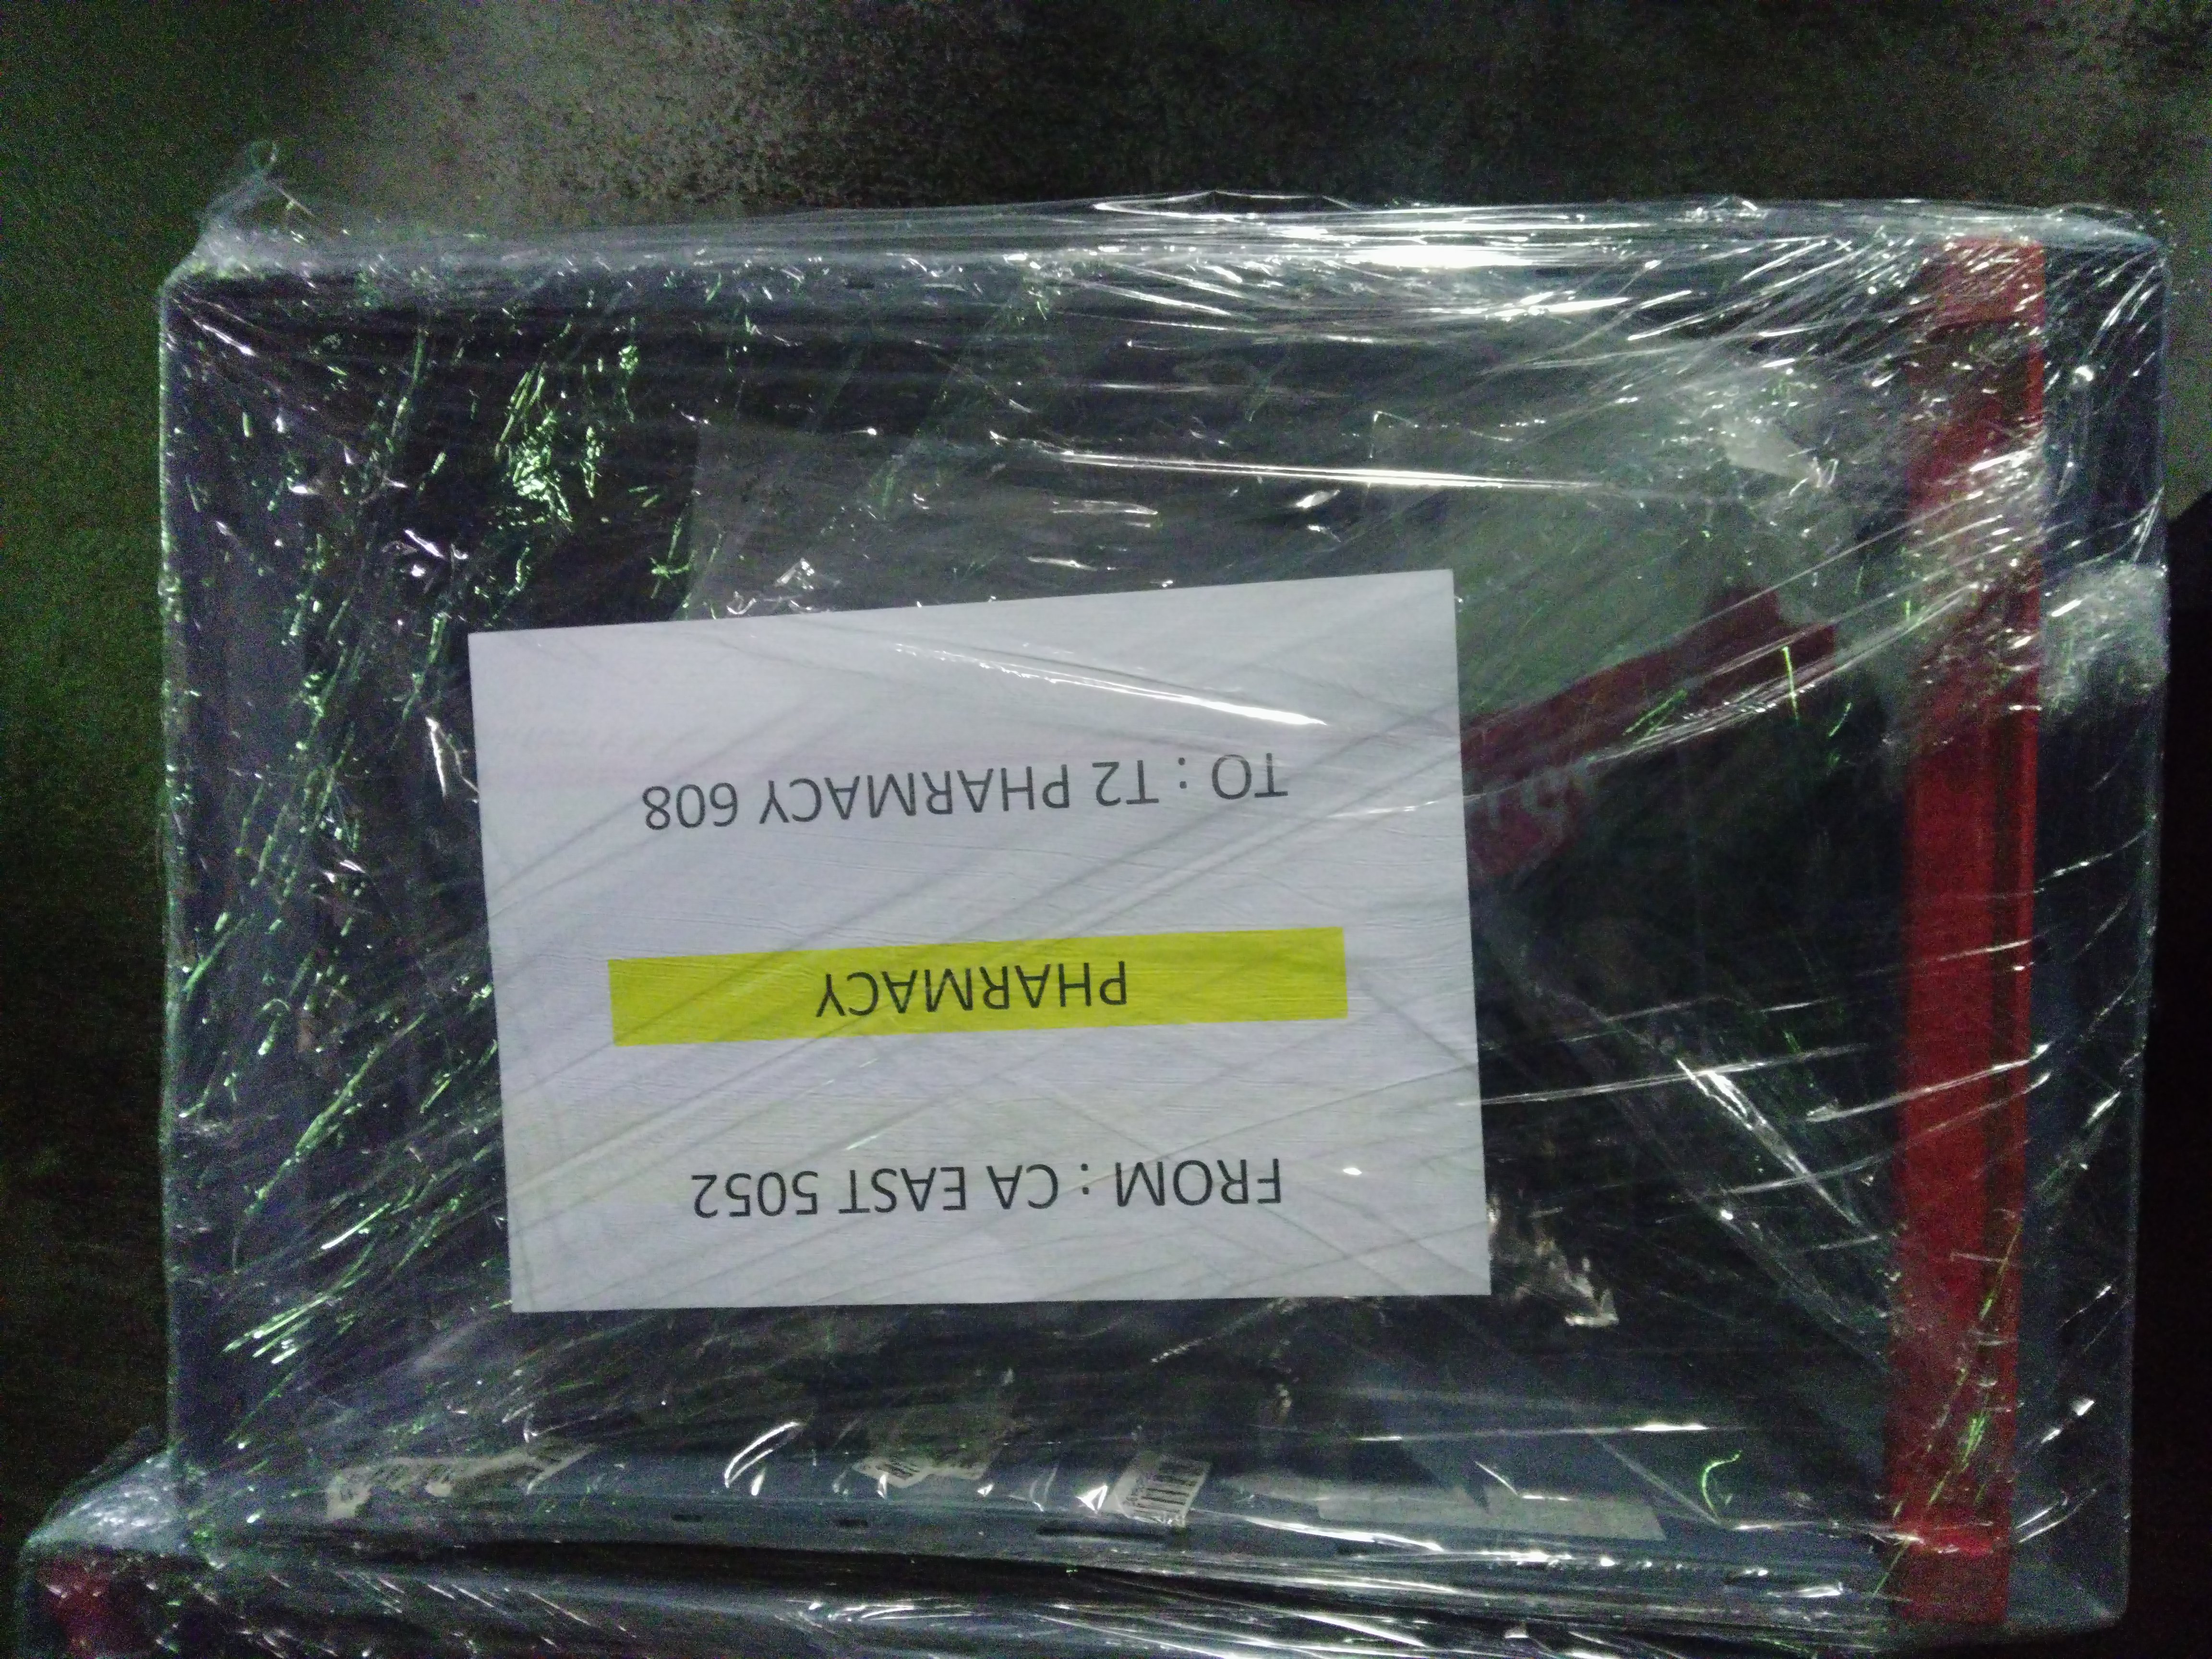 FROM : CA EAST 5052
PHARMACY
TO : T2 PHARMACY 608